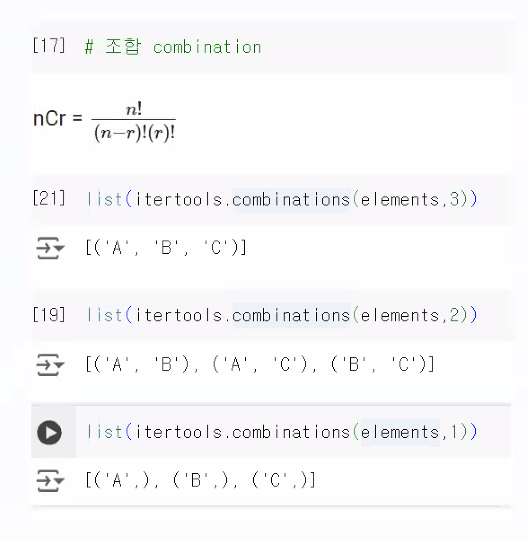 [17] # 조합 combination
nCr = n! / (n−r)!(r)!
[21] list(itertools.combinations(elements,3))
[('A', 'B', 'C')]
[19] list(itertools.combinations(elements,2))
[('A', 'B'), ('A', 'C'), ('B', 'C')]
list(itertools.combinations(elements,1))
[('A',), ('B',), ('C',)]